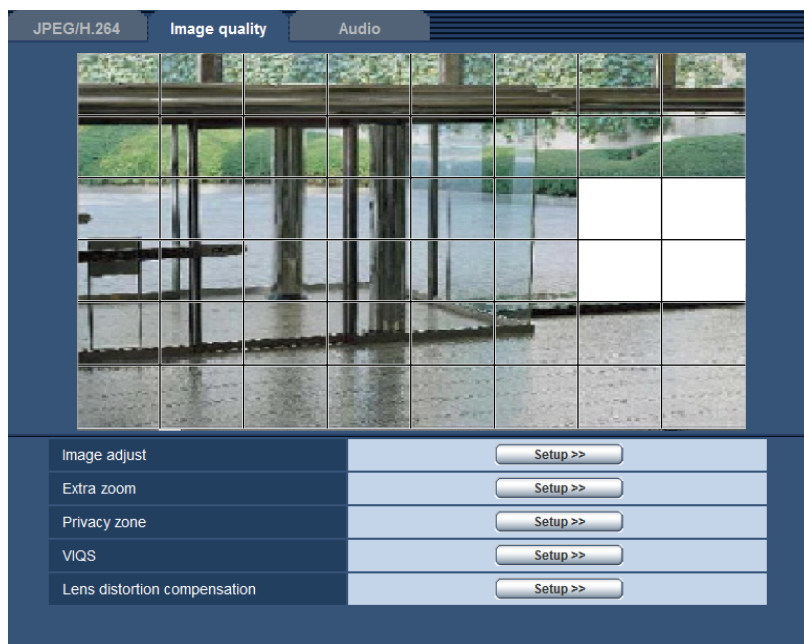 JPEG/H.264 Image quality Audio
Image adjust Setup >>
Extra zoom Setup >>
Privacy zone Setup >>
VIQS Setup >>
Lens distortion compensation Setup >>